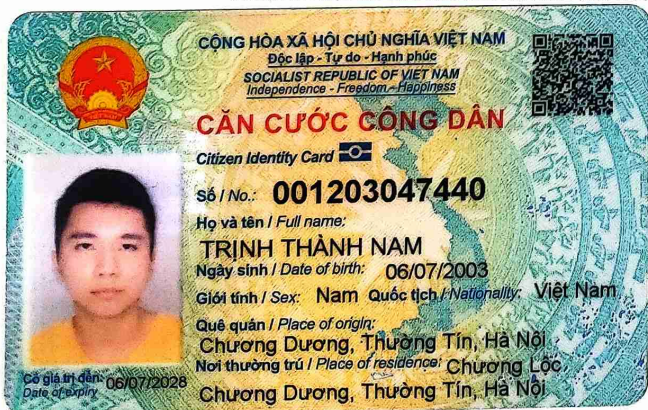 CỘNG HÒA XÃ HỘI CHỦ NGHĨA VIỆT NAM
Độc lập - Tự do - Hạnh phúc
SOCIALIST REPUBLIC OF VIET NAM
Independence - Freedom - Happiness
CĂN CƯỚC CÔNG DÂN
Citizen Identity Card
Số / No.: 001203047440
Họ và tên / Full name:
TRỊNH THÀNH NAM
Ngày sinh / Date of birth: 06/07/2003
Giới tính / Sex: Nam Quốc tịch / Nationality: Việt Nam
Quê quán / Place of origin:
Chương Dương, Thường Tín, Hà Nội
Nơi thường trú / Place of residence: Chương Lộc
Chương Dương, Thường Tín, Hà Nội
Có giá trị đến: 06/07/2028
Date of expiry